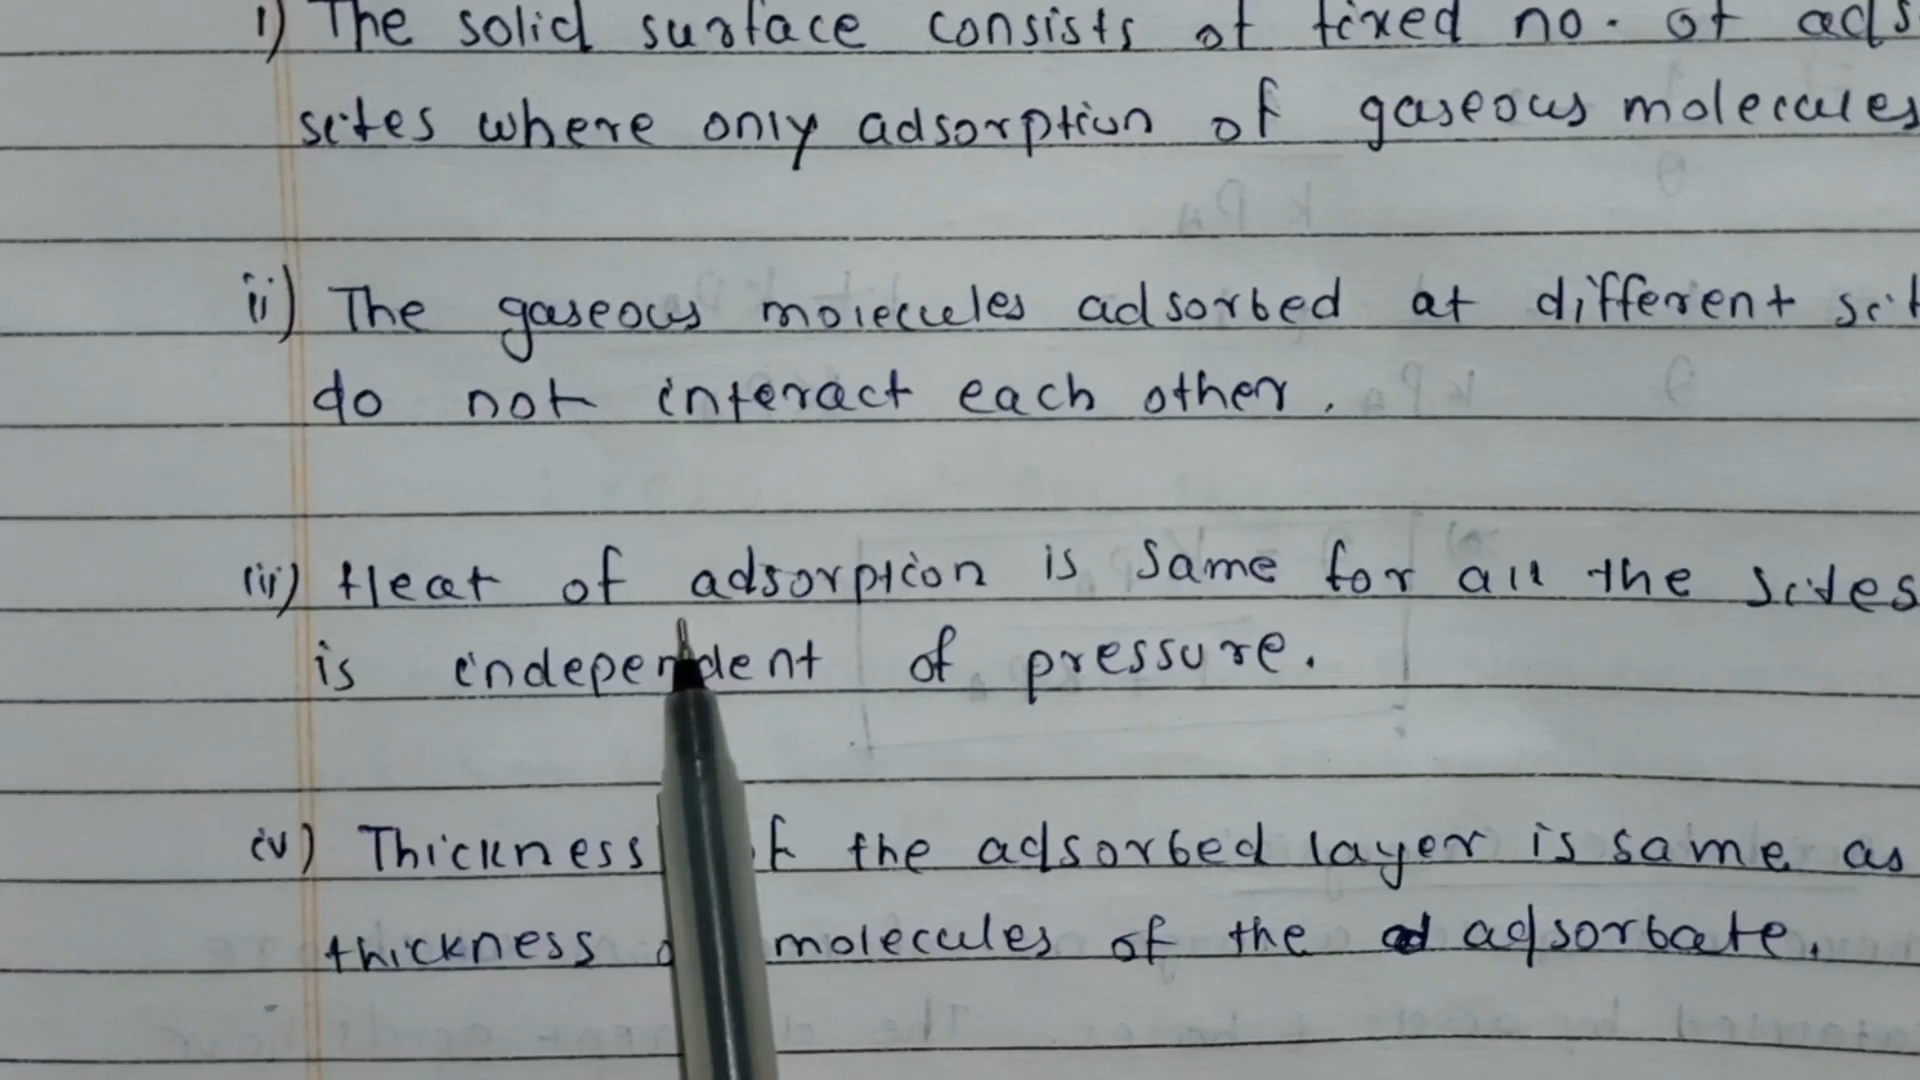 i) The solid surface consists of fixed no. of ads
sites where only adsorption of gaseous molecules
ii) The gaseous molecules adsorbed at different sit
do not interact each other.
iii) Heat of adsorption is same for all the sites
is independent of pressure.
iv) Thickness of the adsorbed layer is same as
thickness molecules of the adsorbate.